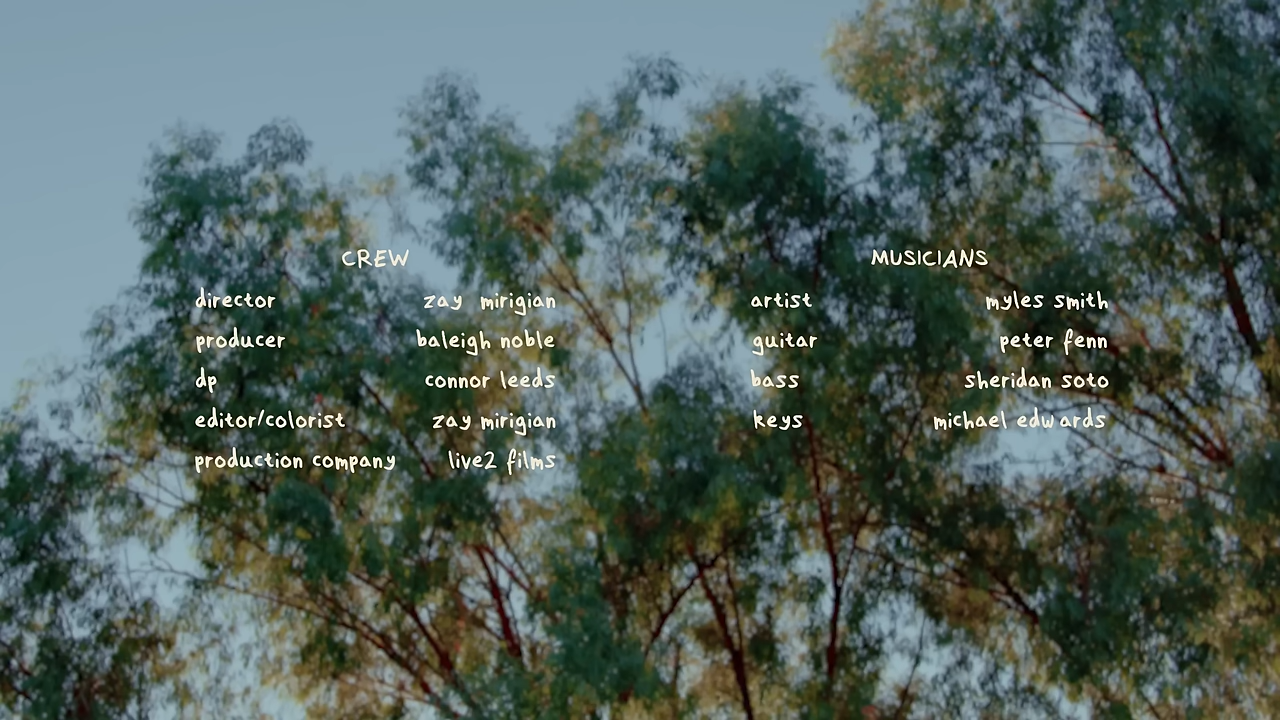 CREW
director zay mirigian
producer baleigh noble
dp connor leeds
editor/colorist zay mirigian
production company live2 films
MUSICIANS
artist myles smith
guitar peter fenn
bass sheridan soto
keys michael edwards